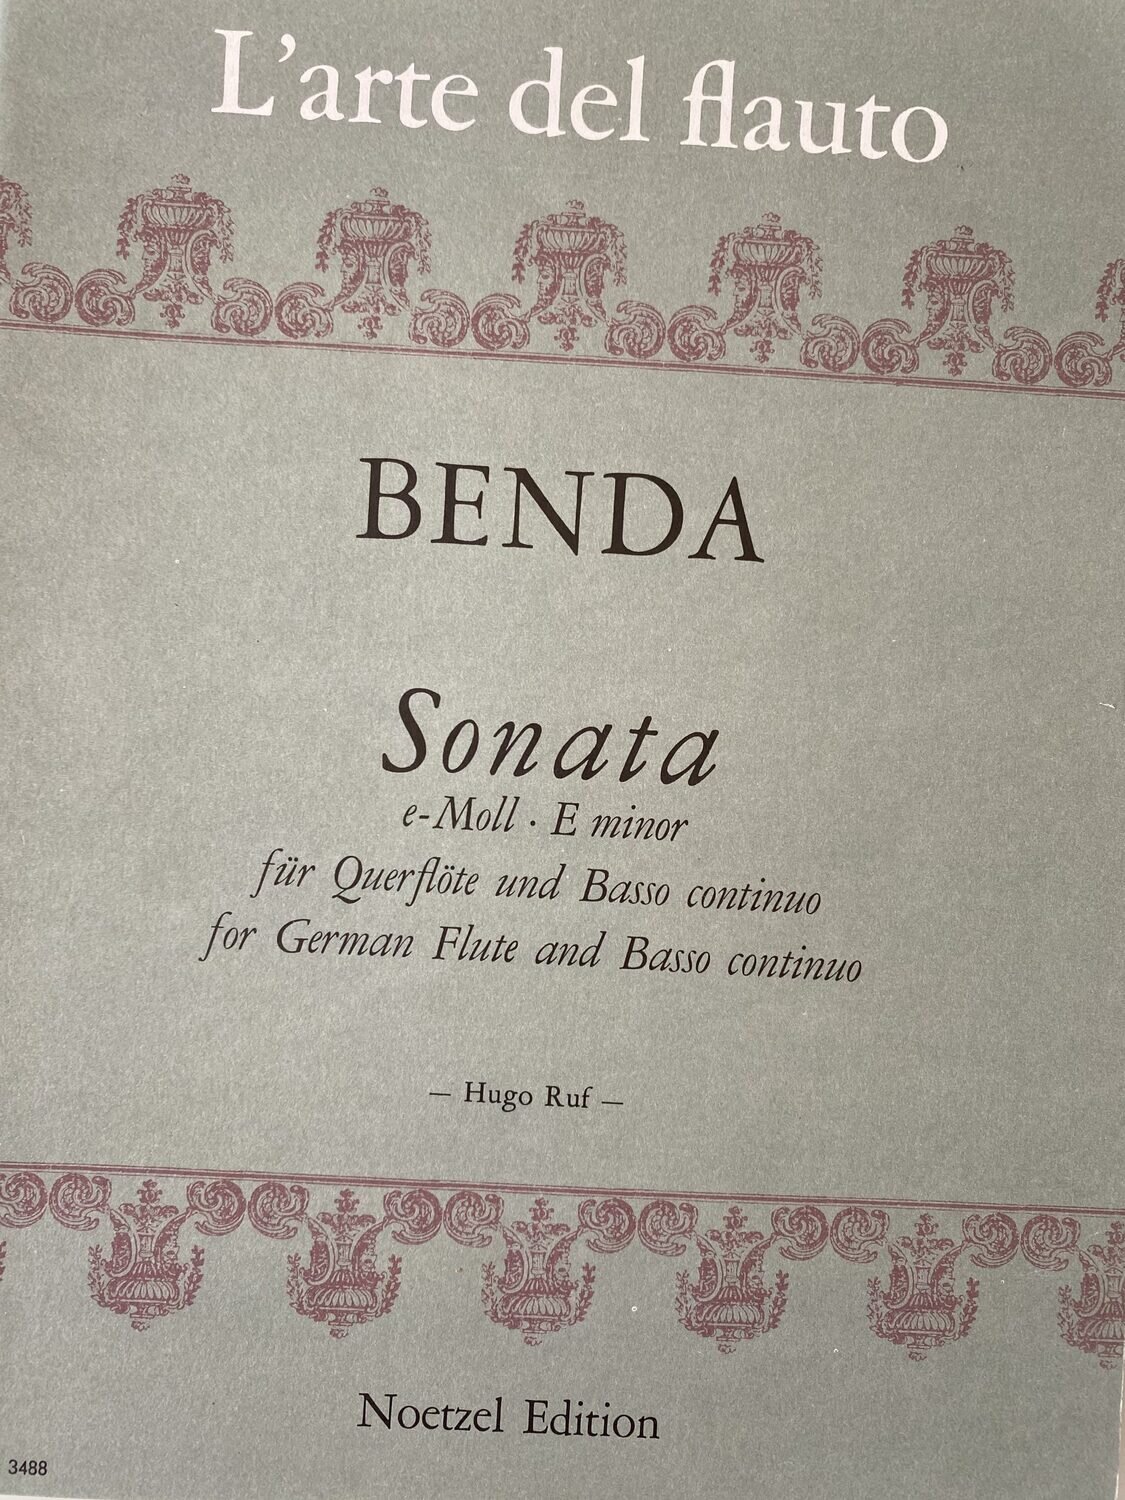 L'arte del flauto
BENDA
Sonata
e-Moll · E minor
für Querflöte und Basso continuo
for German Flute and Basso continuo
— Hugo Ruf —
Noetzel Edition
3488